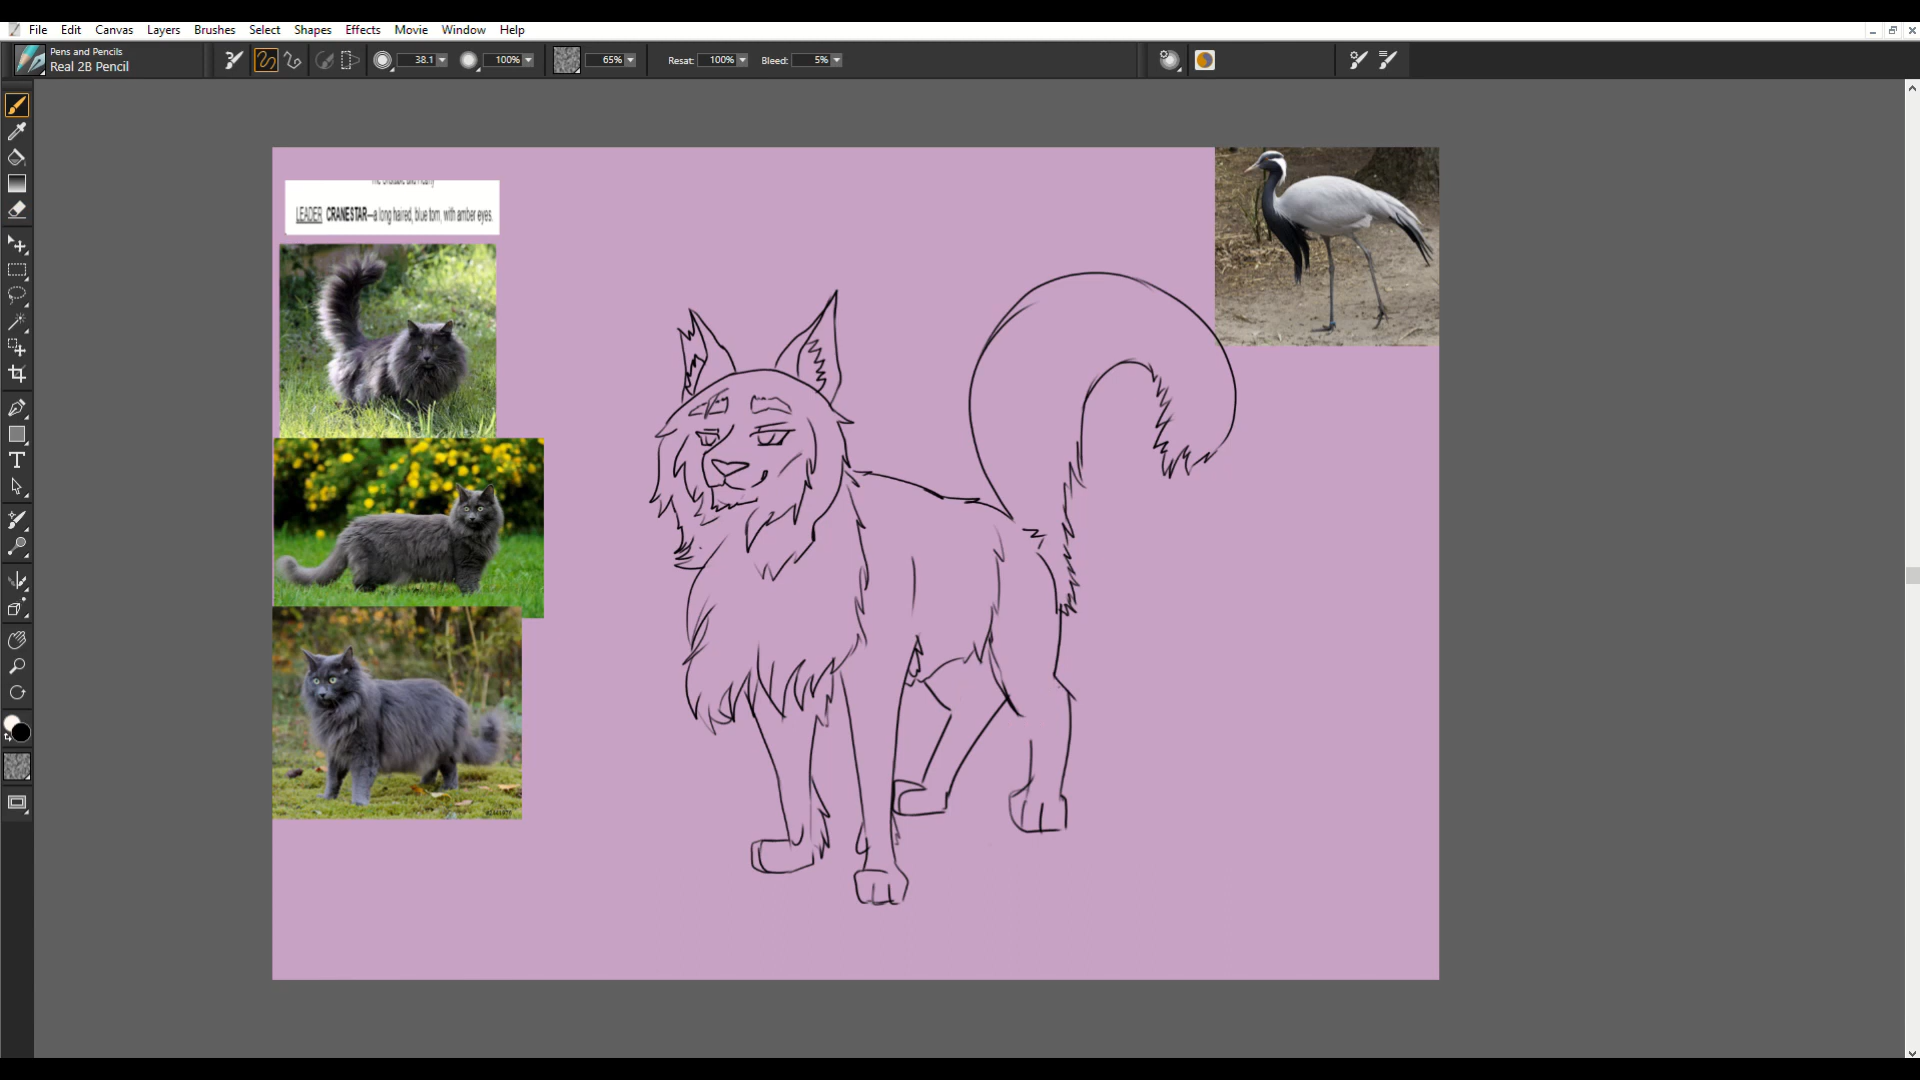 File Edit Canvas Layers Brushes Select Shapes Effects Movie Window Help
Pens and Pencils
Real 2B Pencil
38.1 100% 65% Resat: 100% Bleed: 5%
LEADER CRANESTAR—a long haired, blue tom, with amber eyes.
T